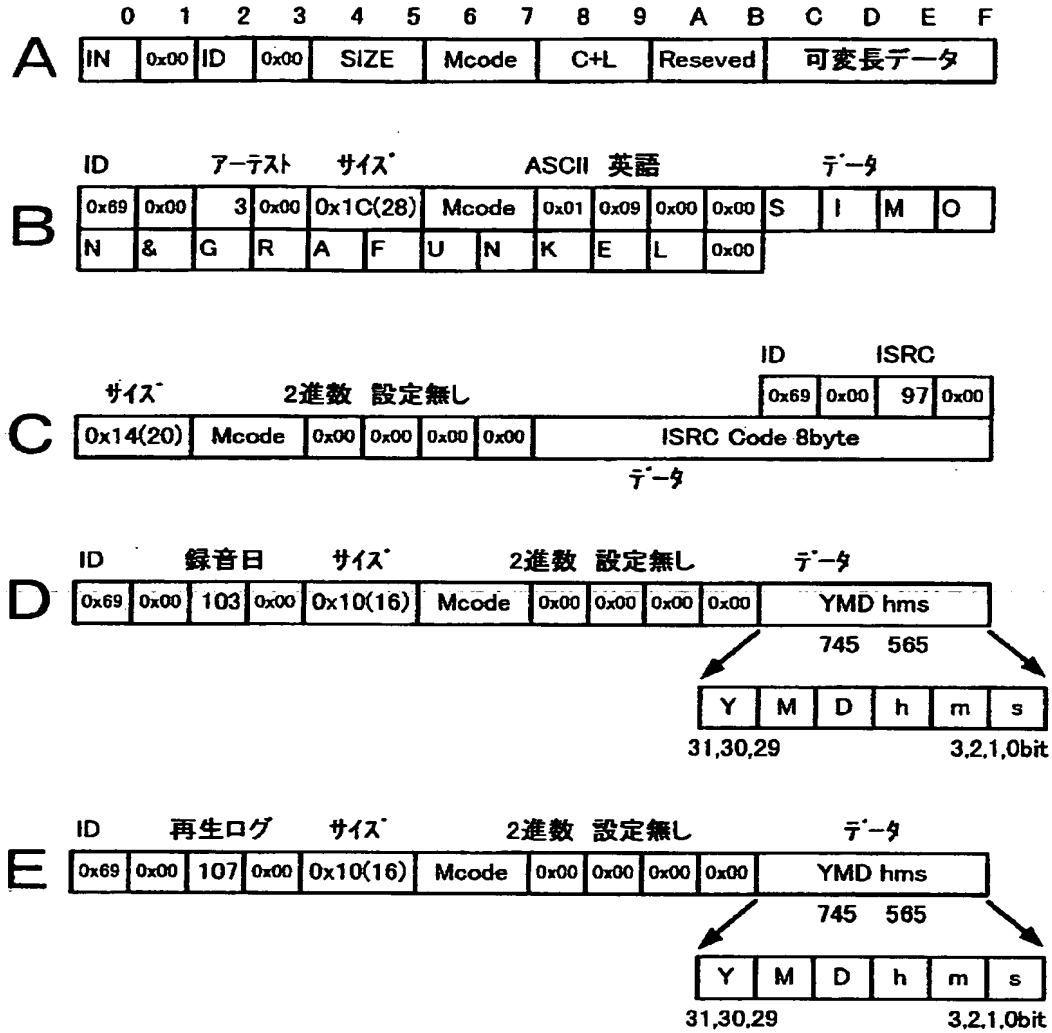 0 1 2 3 4 5 6 7 8 9 A B C D E F
A IN 0x00 ID 0x00 SIZE Mcode C+L Reseved 可変長データ
ID アーテスト サイズ ASCII 英語 データ
B 0x69 0x00 3 0x00 0x1C(28) Mcode 0x01 0x09 0x00 0x00 S I M O
N & G R A F U N K E L 0x00
ID ISRC
0x69 0x00 97 0x00
サイズ 2進数 設定無し
C 0x14(20) Mcode 0x00 0x00 0x00 0x00 ISRC Code 8byte
データ
ID 録音日 サイズ 2進数 設定無し データ
D 0x69 0x00 103 0x00 0x10(16) Mcode 0x00 0x00 0x00 0x00 YMD hms
745 565
Y M D h m s
31,30,29 3,2,1,0bit
ID 再生ログ サイズ 2進数 設定無し データ
E 0x69 0x00 107 0x00 0x10(16) Mcode 0x00 0x00 0x00 0x00 YMD hms
745 565
Y M D h m s
31,30,29 3,2,1,0bit